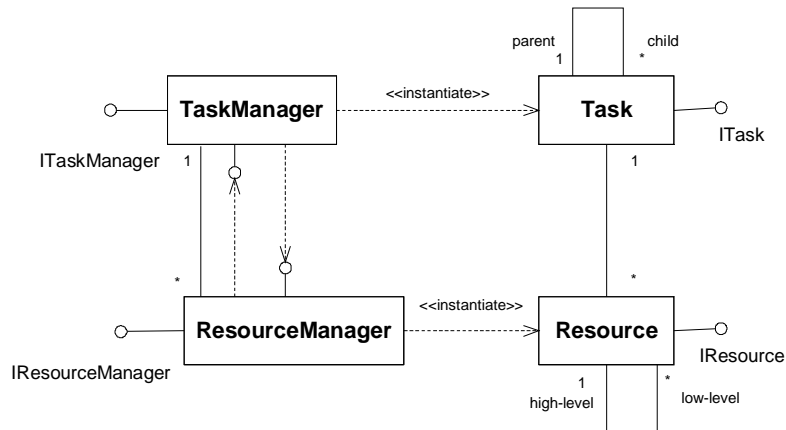 parent
child
1
*
<<instantiate>>
TaskManager
Task
ITaskManager
ITask
1
1
*
*
<<instantiate>>
ResourceManager
Resource
IResourceManager
IResource
1
*
high-level
low-level